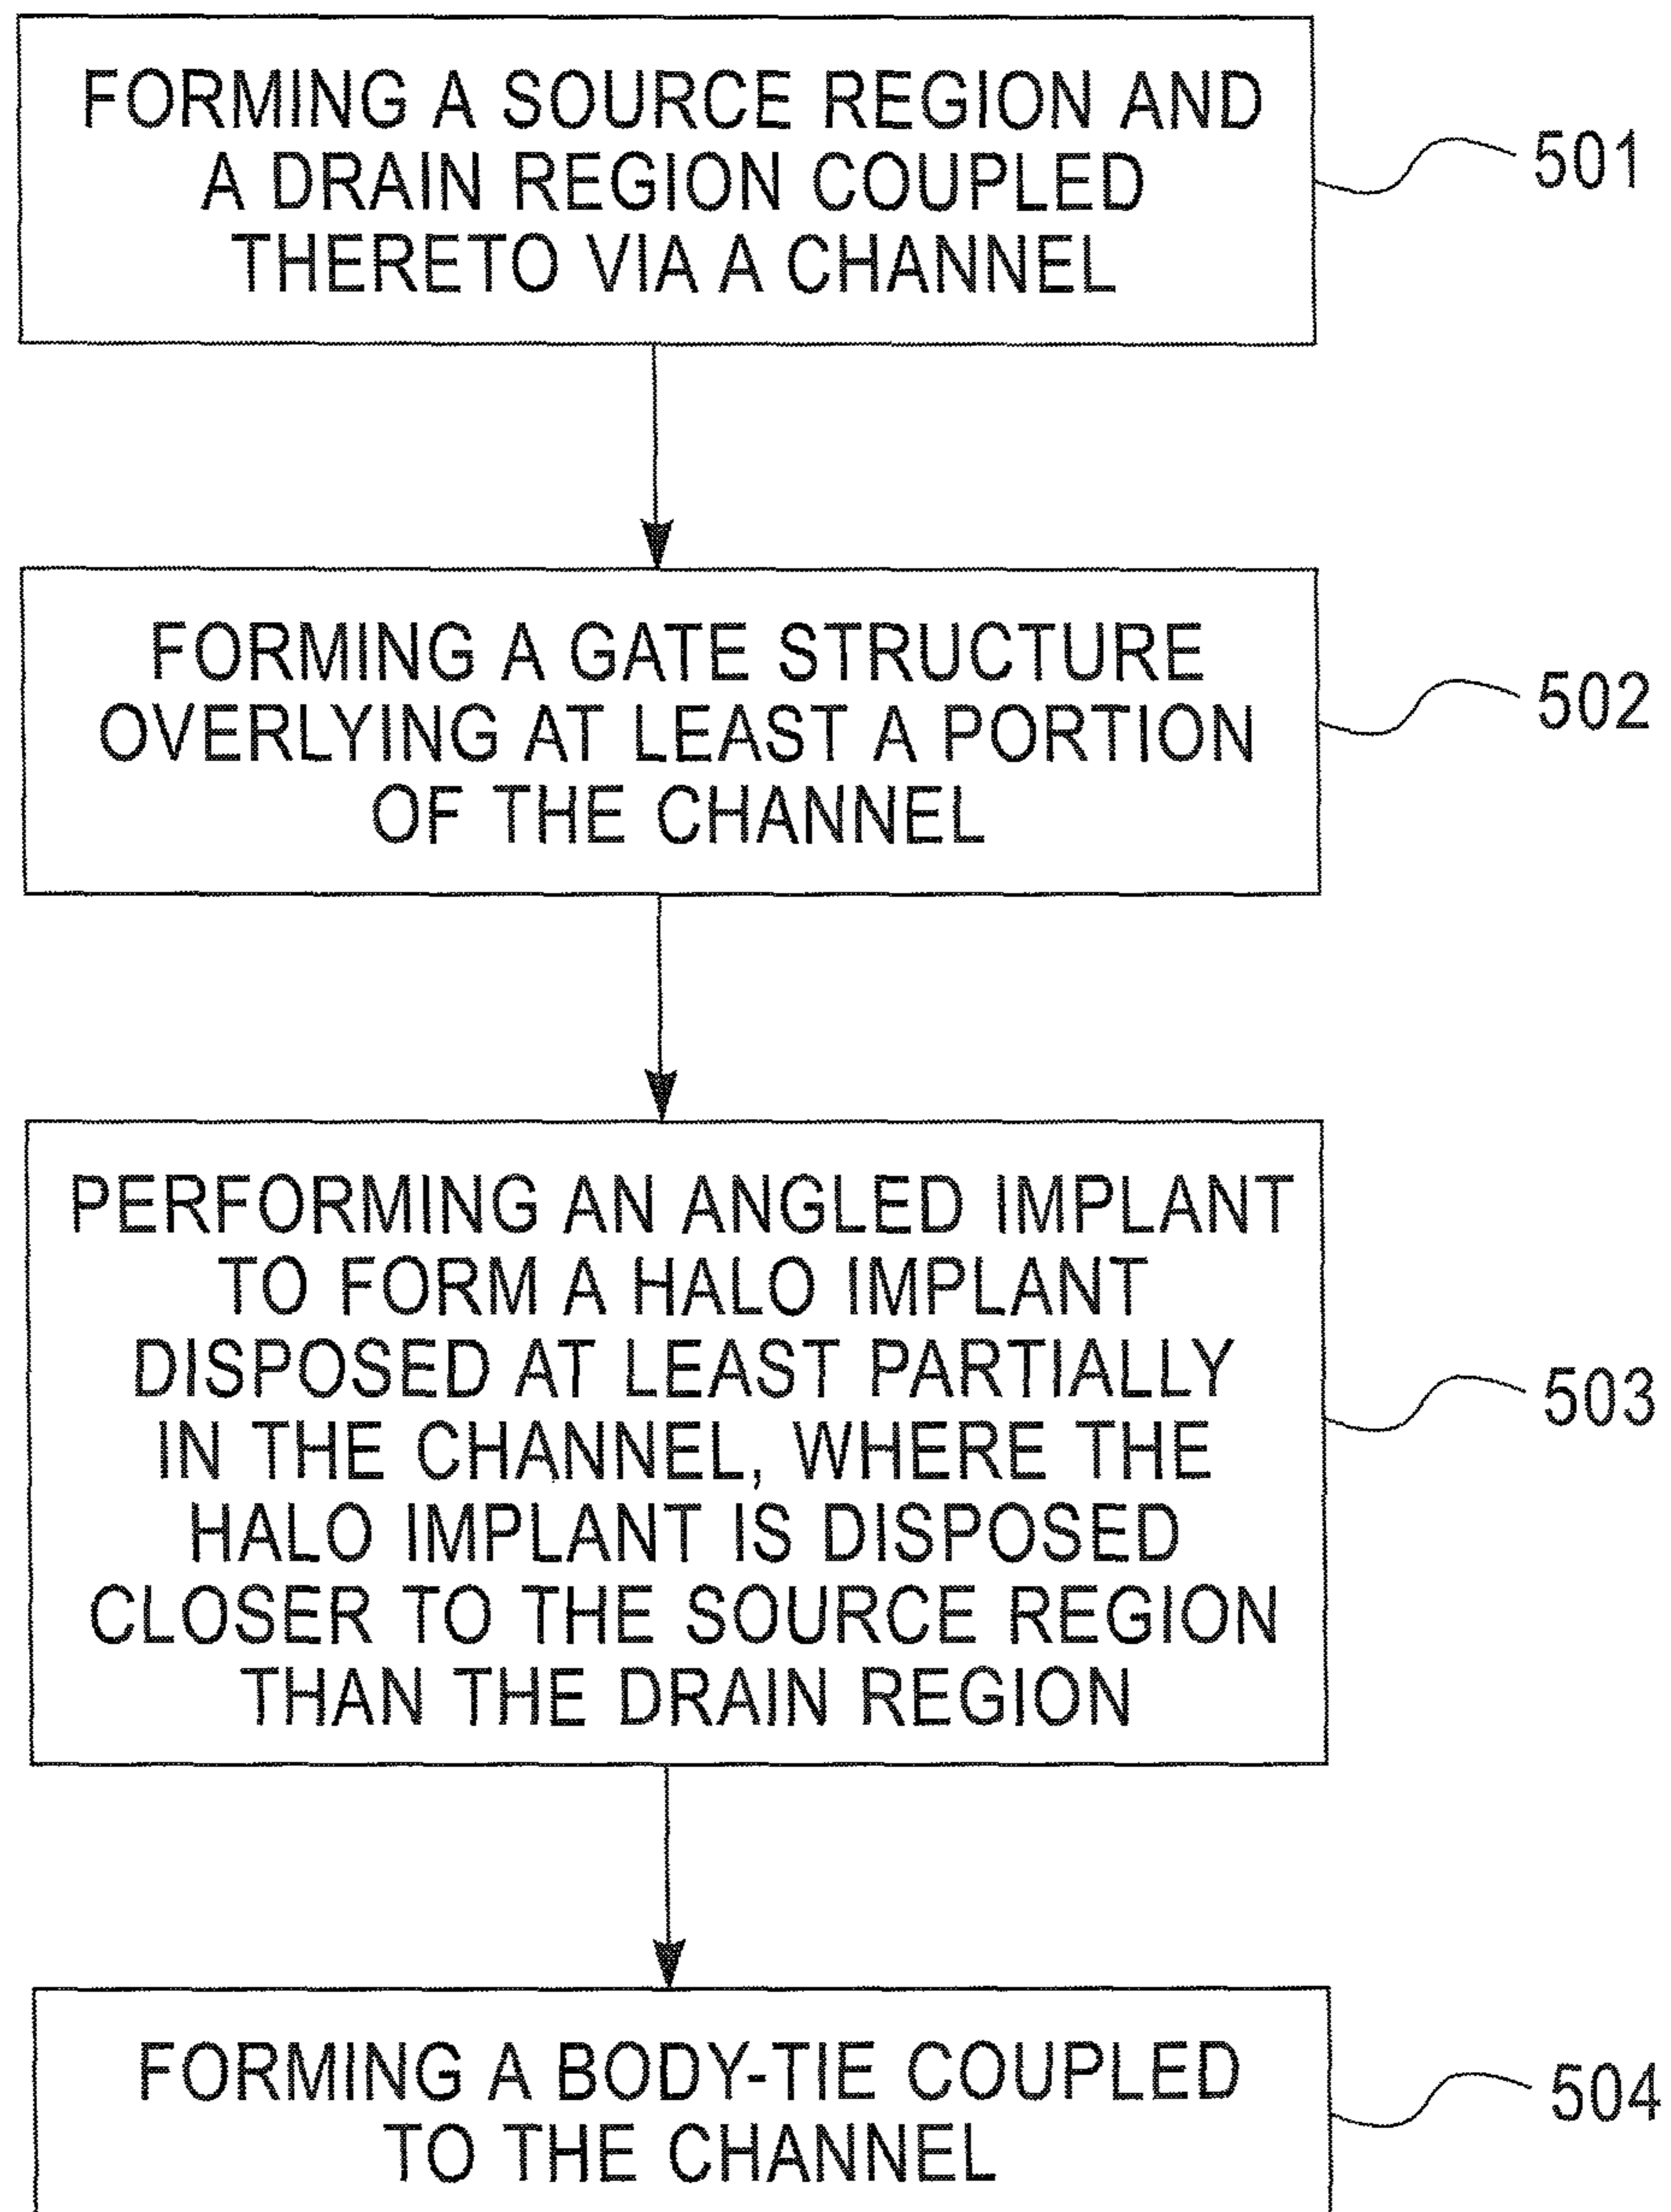 FORMING A SOURCE REGION AND
A DRAIN REGION COUPLED
THERETO VIA A CHANNEL
501
FORMING A GATE STRUCTURE
OVERLYING AT LEAST A PORTION
OF THE CHANNEL
502
PERFORMING AN ANGLED IMPLANT
TO FORM A HALO IMPLANT
DISPOSED AT LEAST PARTIALLY
IN THE CHANNEL, WHERE THE
HALO IMPLANT IS DISPOSED
CLOSER TO THE SOURCE REGION
THAN THE DRAIN REGION
503
FORMING A BODY-TIE COUPLED
TO THE CHANNEL
504